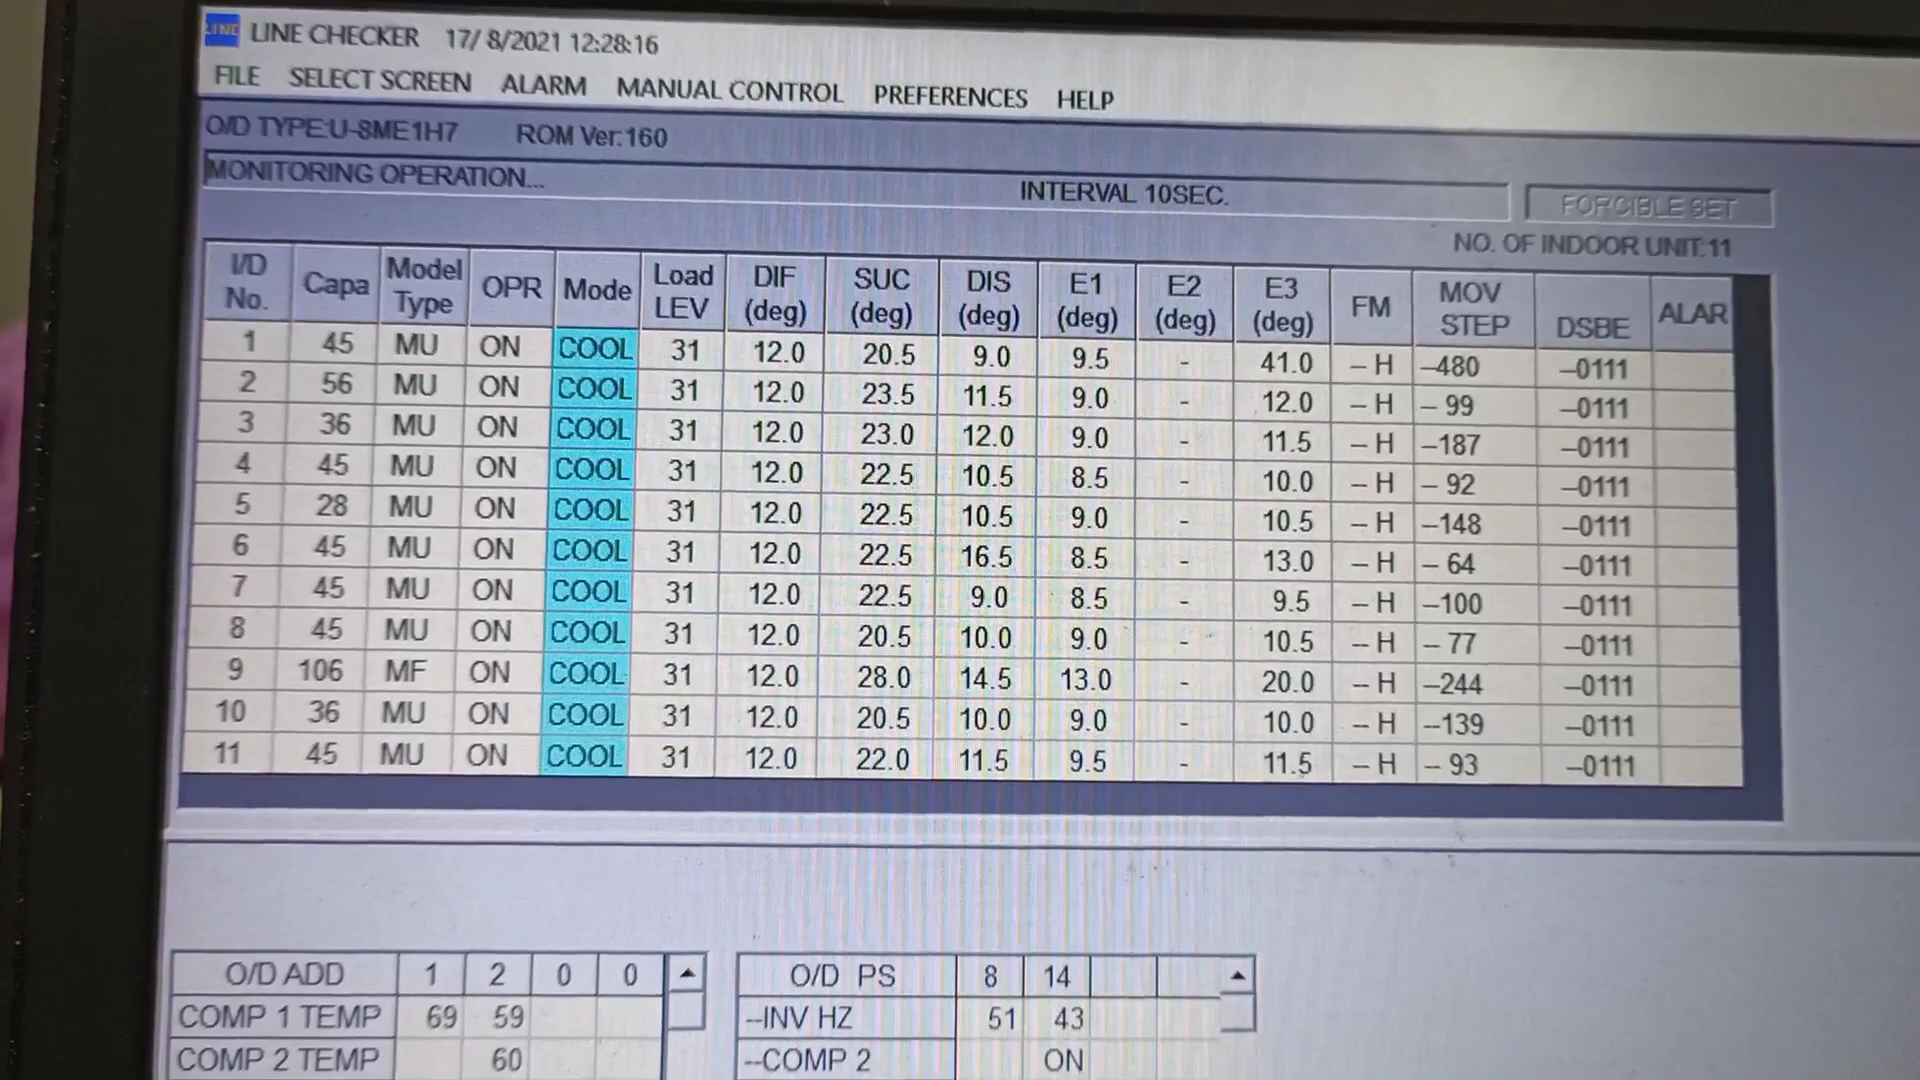 LINE LINE CHECKER 17/ 8/2021 12:28:16
FILE SELECT SCREEN ALARM MANUAL CONTROL PREFERENCES HELP
O/D TYPE:U-8ME1H7 ROM Ver:160
MONITORING OPERATION... INTERVAL 10SEC. FORCIBLE SET
NO. OF INDOOR UNIT:11
I/D No. Capa Model Type OPR Mode Load LEV DIF (deg) SUC (deg) DIS (deg) E1 (deg) E2 (deg) E3 (deg) FM MOV STEP DSBE ALAR
1 45 MU ON COOL 31 12.0 20.5 9.0 9.5 - 41.0 – H –480 –0111
2 56 MU ON COOL 31 12.0 23.5 11.5 9.0 - 12.0 – H – 99 –0111
3 36 MU ON COOL 31 12.0 23.0 12.0 9.0 - 11.5 – H –187 –0111
4 45 MU ON COOL 31 12.0 22.5 10.5 8.5 - 10.0 – H – 92 –0111
5 28 MU ON COOL 31 12.0 22.5 10.5 9.0 - 10.5 – H –148 –0111
6 45 MU ON COOL 31 12.0 22.5 16.5 8.5 - 13.0 – H – 64 –0111
7 45 MU ON COOL 31 12.0 22.5 9.0 8.5 - 9.5 – H –100 –0111
8 45 MU ON COOL 31 12.0 20.5 10.0 9.0 - 10.5 – H – 77 –0111
9 106 MF ON COOL 31 12.0 28.0 14.5 13.0 - 20.0 – H –244 –0111
10 36 MU ON COOL 31 12.0 20.5 10.0 9.0 - 10.0 – H –139 –0111
11 45 MU ON COOL 31 12.0 22.0 11.5 9.5 - 11.5 – H – 93 –0111
O/D ADD 1 2 0 0
COMP 1 TEMP 69 59
COMP 2 TEMP 60
O/D PS 8 14
--INV HZ 51 43
--COMP 2 ON